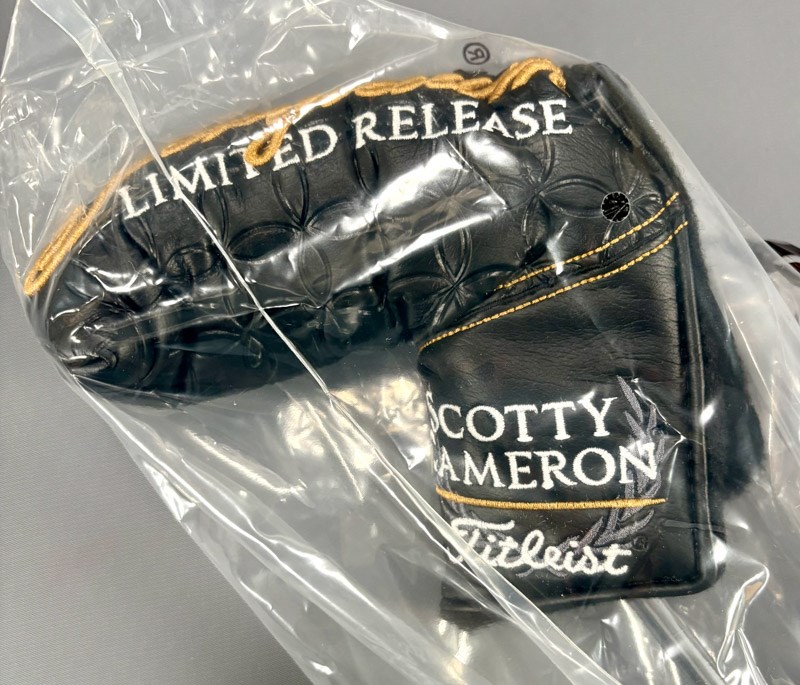 ®
LIMITED RELEASE
SCOTTY
CAMERON
Titleist